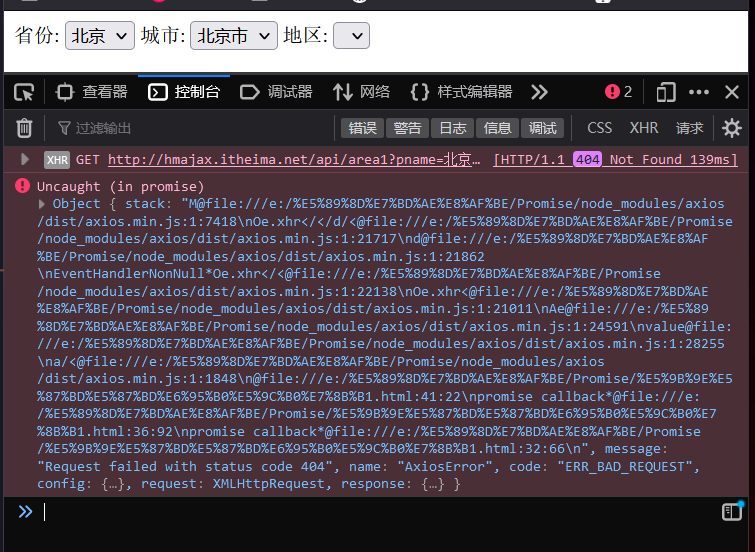 省份: 北京 城市: 北京市 地区:
查看器 控制台 调试器 网络 样式编辑器 2
过滤输出 错误 警告 日志 信息 调试 CSS XHR 请求
XHR GET http://hmajax.itheima.net/api/area1?pname=北京… [HTTP/1.1 404 Not Found 139ms]
Uncaught (in promise)
Object { stack: "M@file:///e:/%E5%89%8D%E7%BD%AE%E8%AF%BE/Promise/node_modules/axios
/dist/axios.min.js:1:7418\nOe.xhr</</d/<@file:///e:/%E5%89%8D%E7%BD%AE%E8%AF%BE/Promise
/node_modules/axios/dist/axios.min.js:1:21717\nd@file:///e:/%E5%89%8D%E7%BD%AE%E8%AF
%BE/Promise/node_modules/axios/dist/axios.min.js:1:21862
\nEventHandlerNonNull*Oe.xhr</<@file:///e:/%E5%89%8D%E7%BD%AE%E8%AF%BE/Promise
/node_modules/axios/dist/axios.min.js:1:22138\nOe.xhr<@file:///e:/%E5%89%8D%E7%BD%AE
%E8%AF%BE/Promise/node_modules/axios/dist/axios.min.js:1:21011\nAe@file:///e:/%E5%89
%8D%E7%BD%AE%E8%AF%BE/Promise/node_modules/axios/dist/axios.min.js:1:24591\nvalue@file:
///e:/%E5%89%8D%E7%BD%AE%E8%AF%BE/Promise/node_modules/axios/dist/axios.min.js:1:28255
\na/<@file:///e:/%E5%89%8D%E7%BD%AE%E8%AF%BE/Promise/node_modules/axios
/dist/axios.min.js:1:1848\n@file:///e:/%E5%89%8D%E7%BD%AE%E8%AF%BE/Promise/%E5%9B%9E%E5
%87%BD%E5%87%BD%E6%95%B0%E5%9C%B0%E7%8B%B1.html:41:22\npromise callback*@file:///e:
/%E5%89%8D%E7%BD%AE%E8%AF%BE/Promise/%E5%9B%9E%E5%87%BD%E5%87%BD%E6%95%B0%E5%9C%B0%E7
%8B%B1.html:36:92\npromise callback*@file:///e:/%E5%89%8D%E7%BD%AE%E8%AF%BE/Promise
/%E5%9B%9E%E5%87%BD%E5%87%BD%E6%95%B0%E5%9C%B0%E7%8B%B1.html:32:66\n", message:
"Request failed with status code 404", name: "AxiosError", code: "ERR_BAD_REQUEST",
config: {…}, request: XMLHttpRequest, response: {…} }